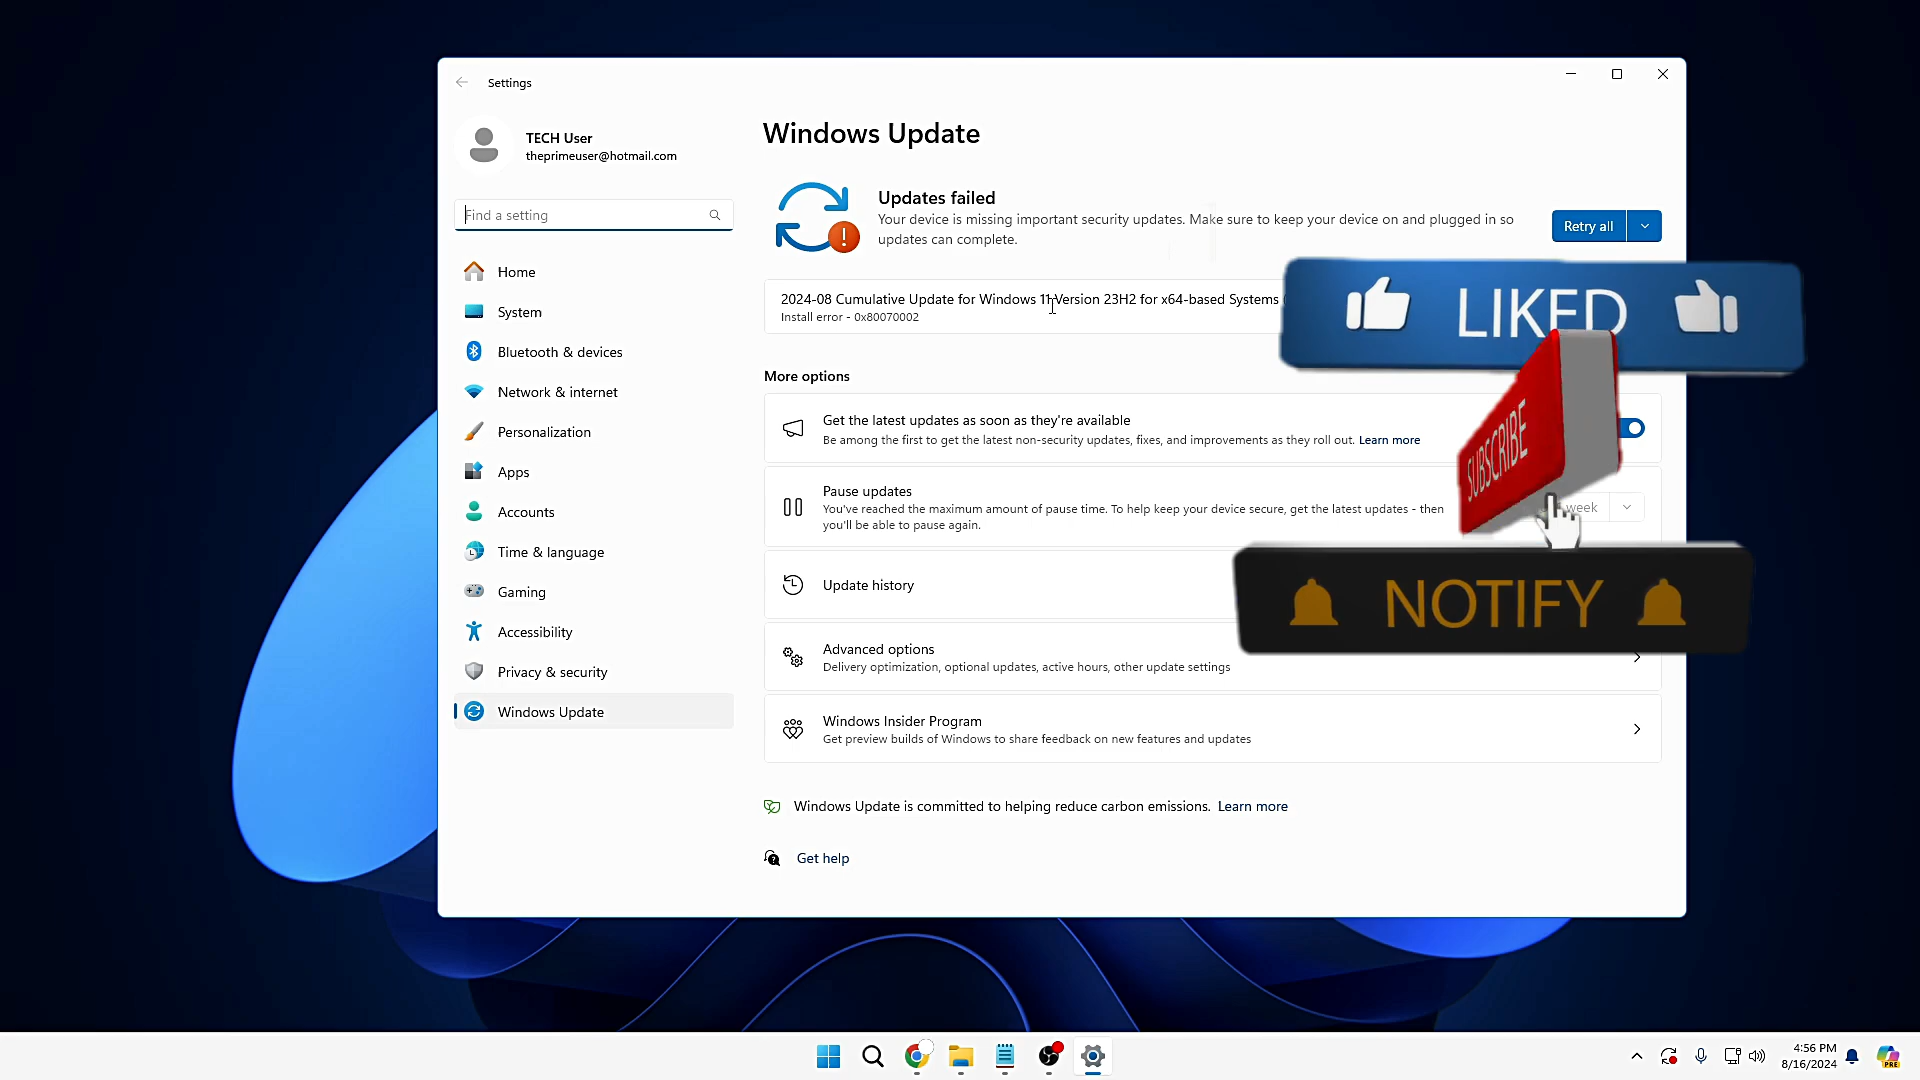 Settings
TECH User
theprimeuser@hotmail.com
Find a setting
Home
System
Bluetooth & devices
Network & internet
Personalization
Apps
Accounts
Time & language
Gaming
Accessibility
Privacy & security
Windows Update
Windows Update
Updates failed
Your device is missing important security updates. Make sure to keep your device on and plugged in so
updates can complete.
Retry all
2024-08 Cumulative Update for Windows 11 Version 23H2 for x64-based Systems
Install error - 0x80070002
LIKED
More options
Get the latest updates as soon as they're available
Be among the first to get the latest non-security updates, fixes, and improvements as they roll out. Learn more
SUBSCRIBE
Pause updates
You've reached the maximum amount of pause time. To help keep your device secure, get the latest updates - then
you'll be able to pause again.
week
Update history
NOTIFY
Advanced options
Delivery optimization, optional updates, active hours, other update settings
Windows Insider Program
Get preview builds of Windows to share feedback on new features and updates
Windows Update is committed to helping reduce carbon emissions. Learn more
Get help
4:56 PM
8/16/2024
PRE